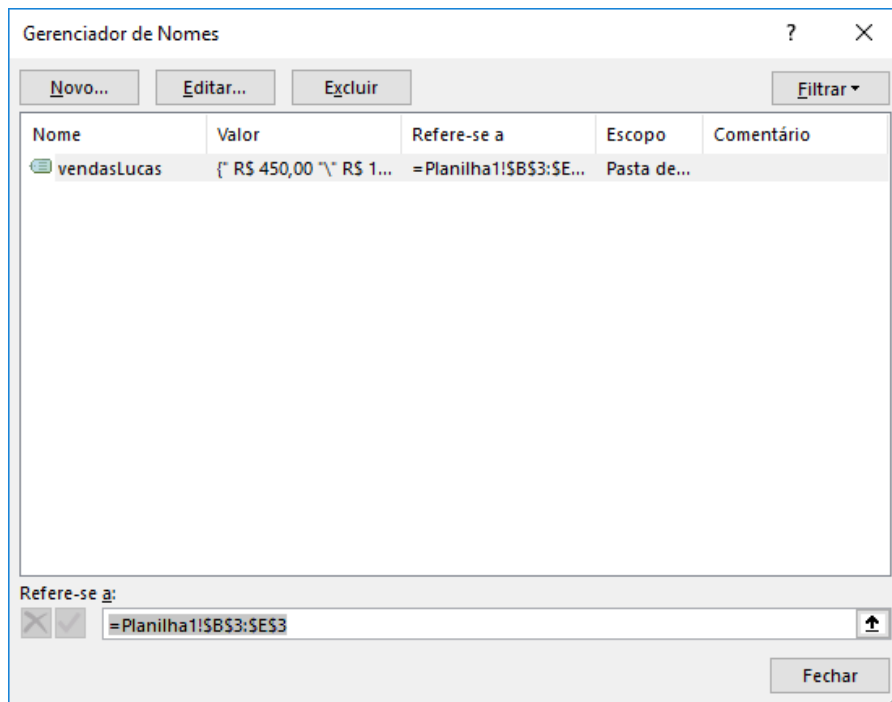 Gerenciador de Nomes ?
Novo... Editar... Excluir Filtrar
Nome Valor Refere-se a Escopo Comentário
vendasLucas {" R$ 450,00 "\" R$ 1... =Planilha1!$B$3:$E... Pasta de...
Refere-se a:
=Planilha1!$B$3:$E$3
Fechar